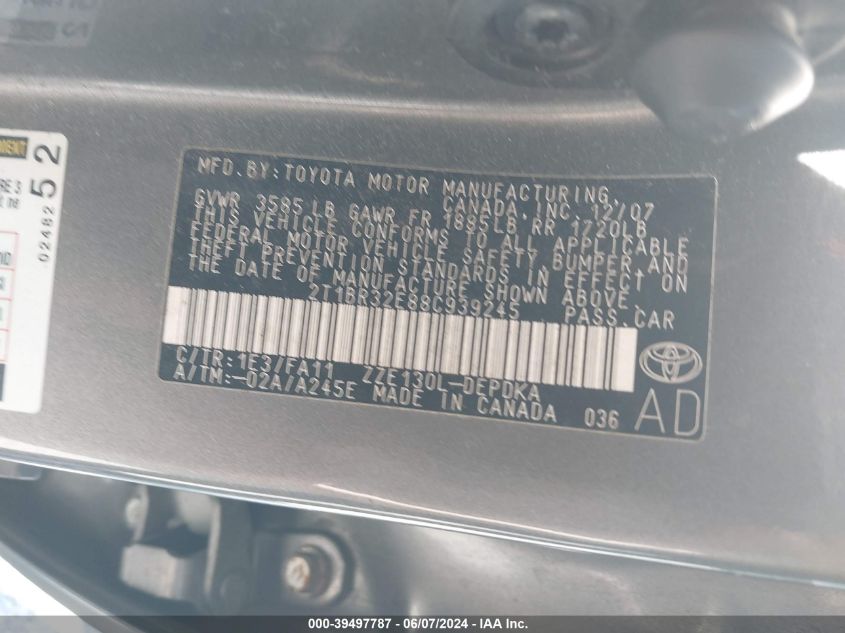 MFD. BY: TOYOTA MOTOR MANUFACTURING,
CANADA, INC. 12/07
GVWR 3585 LB GAWR FR 1895LB RR 1720LB
THIS VEHICLE CONFORMS TO ALL APPLICABLE
FEDERAL MOTOR VEHICLE SAFETY, BUMPER, AND
THEFT PREVENTION STANDARDS IN EFFECT ON
THE DATE OF MANUFACTURE SHOWN ABOVE.
2T1BR32E88C939245 PASS.CAR
C/TR: 1E3/FA11 ZZE130L-DEPDKA
A/TM: -02A/A245E MADE IN CANADA 036
AD
02482 52
000-39497787 - 06/07/2024 - IAA Inc.